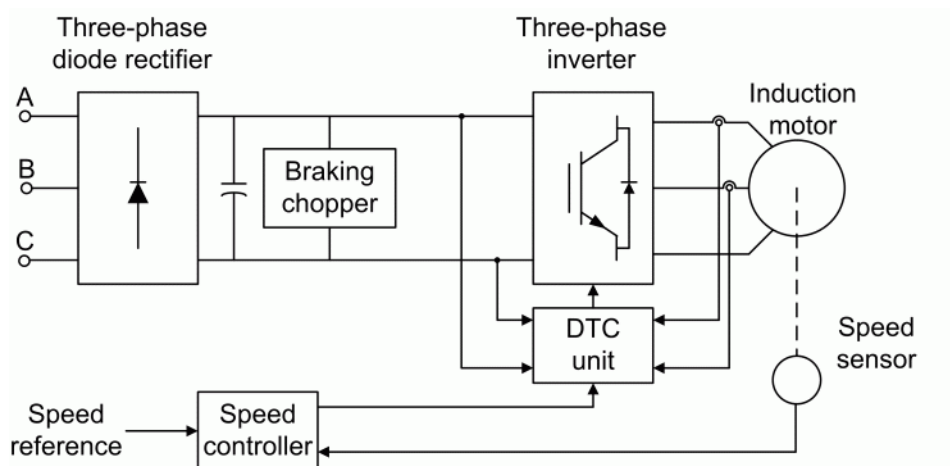 Three-phase
diode rectifier
Three-phase
inverter
Induction
motor
A
B
C
Braking
chopper
DTC
unit
Speed
sensor
Speed
reference
Speed
controller